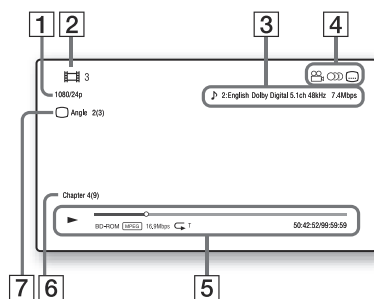 1 2 3 4
3
1080/24p
2:English Dolby Digital 5.1ch 48kHz 7.4Mbps
Angle 2(3)
Chapter 4(9)
BD-ROM MPEG 16.9Mbps T 50:42:52/99:59:59
7 6 5